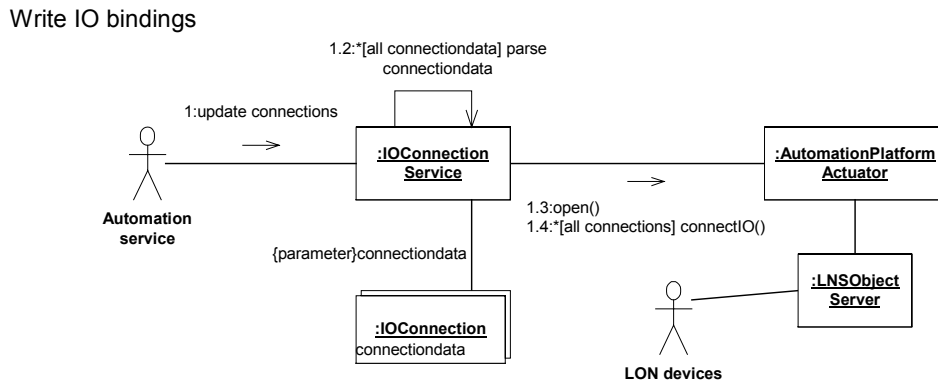 Write IO bindings
1.2:*[all connectiondata] parse
connectiondata
1:update connections
:IOConnection
Service
:AutomationPlatform
Actuator
Automation
service
1.3:open()
1.4:*[all connections] connectIO()
{parameter}connectiondata
:LNSObject
Server
:IOConnection
connectiondata
LON devices